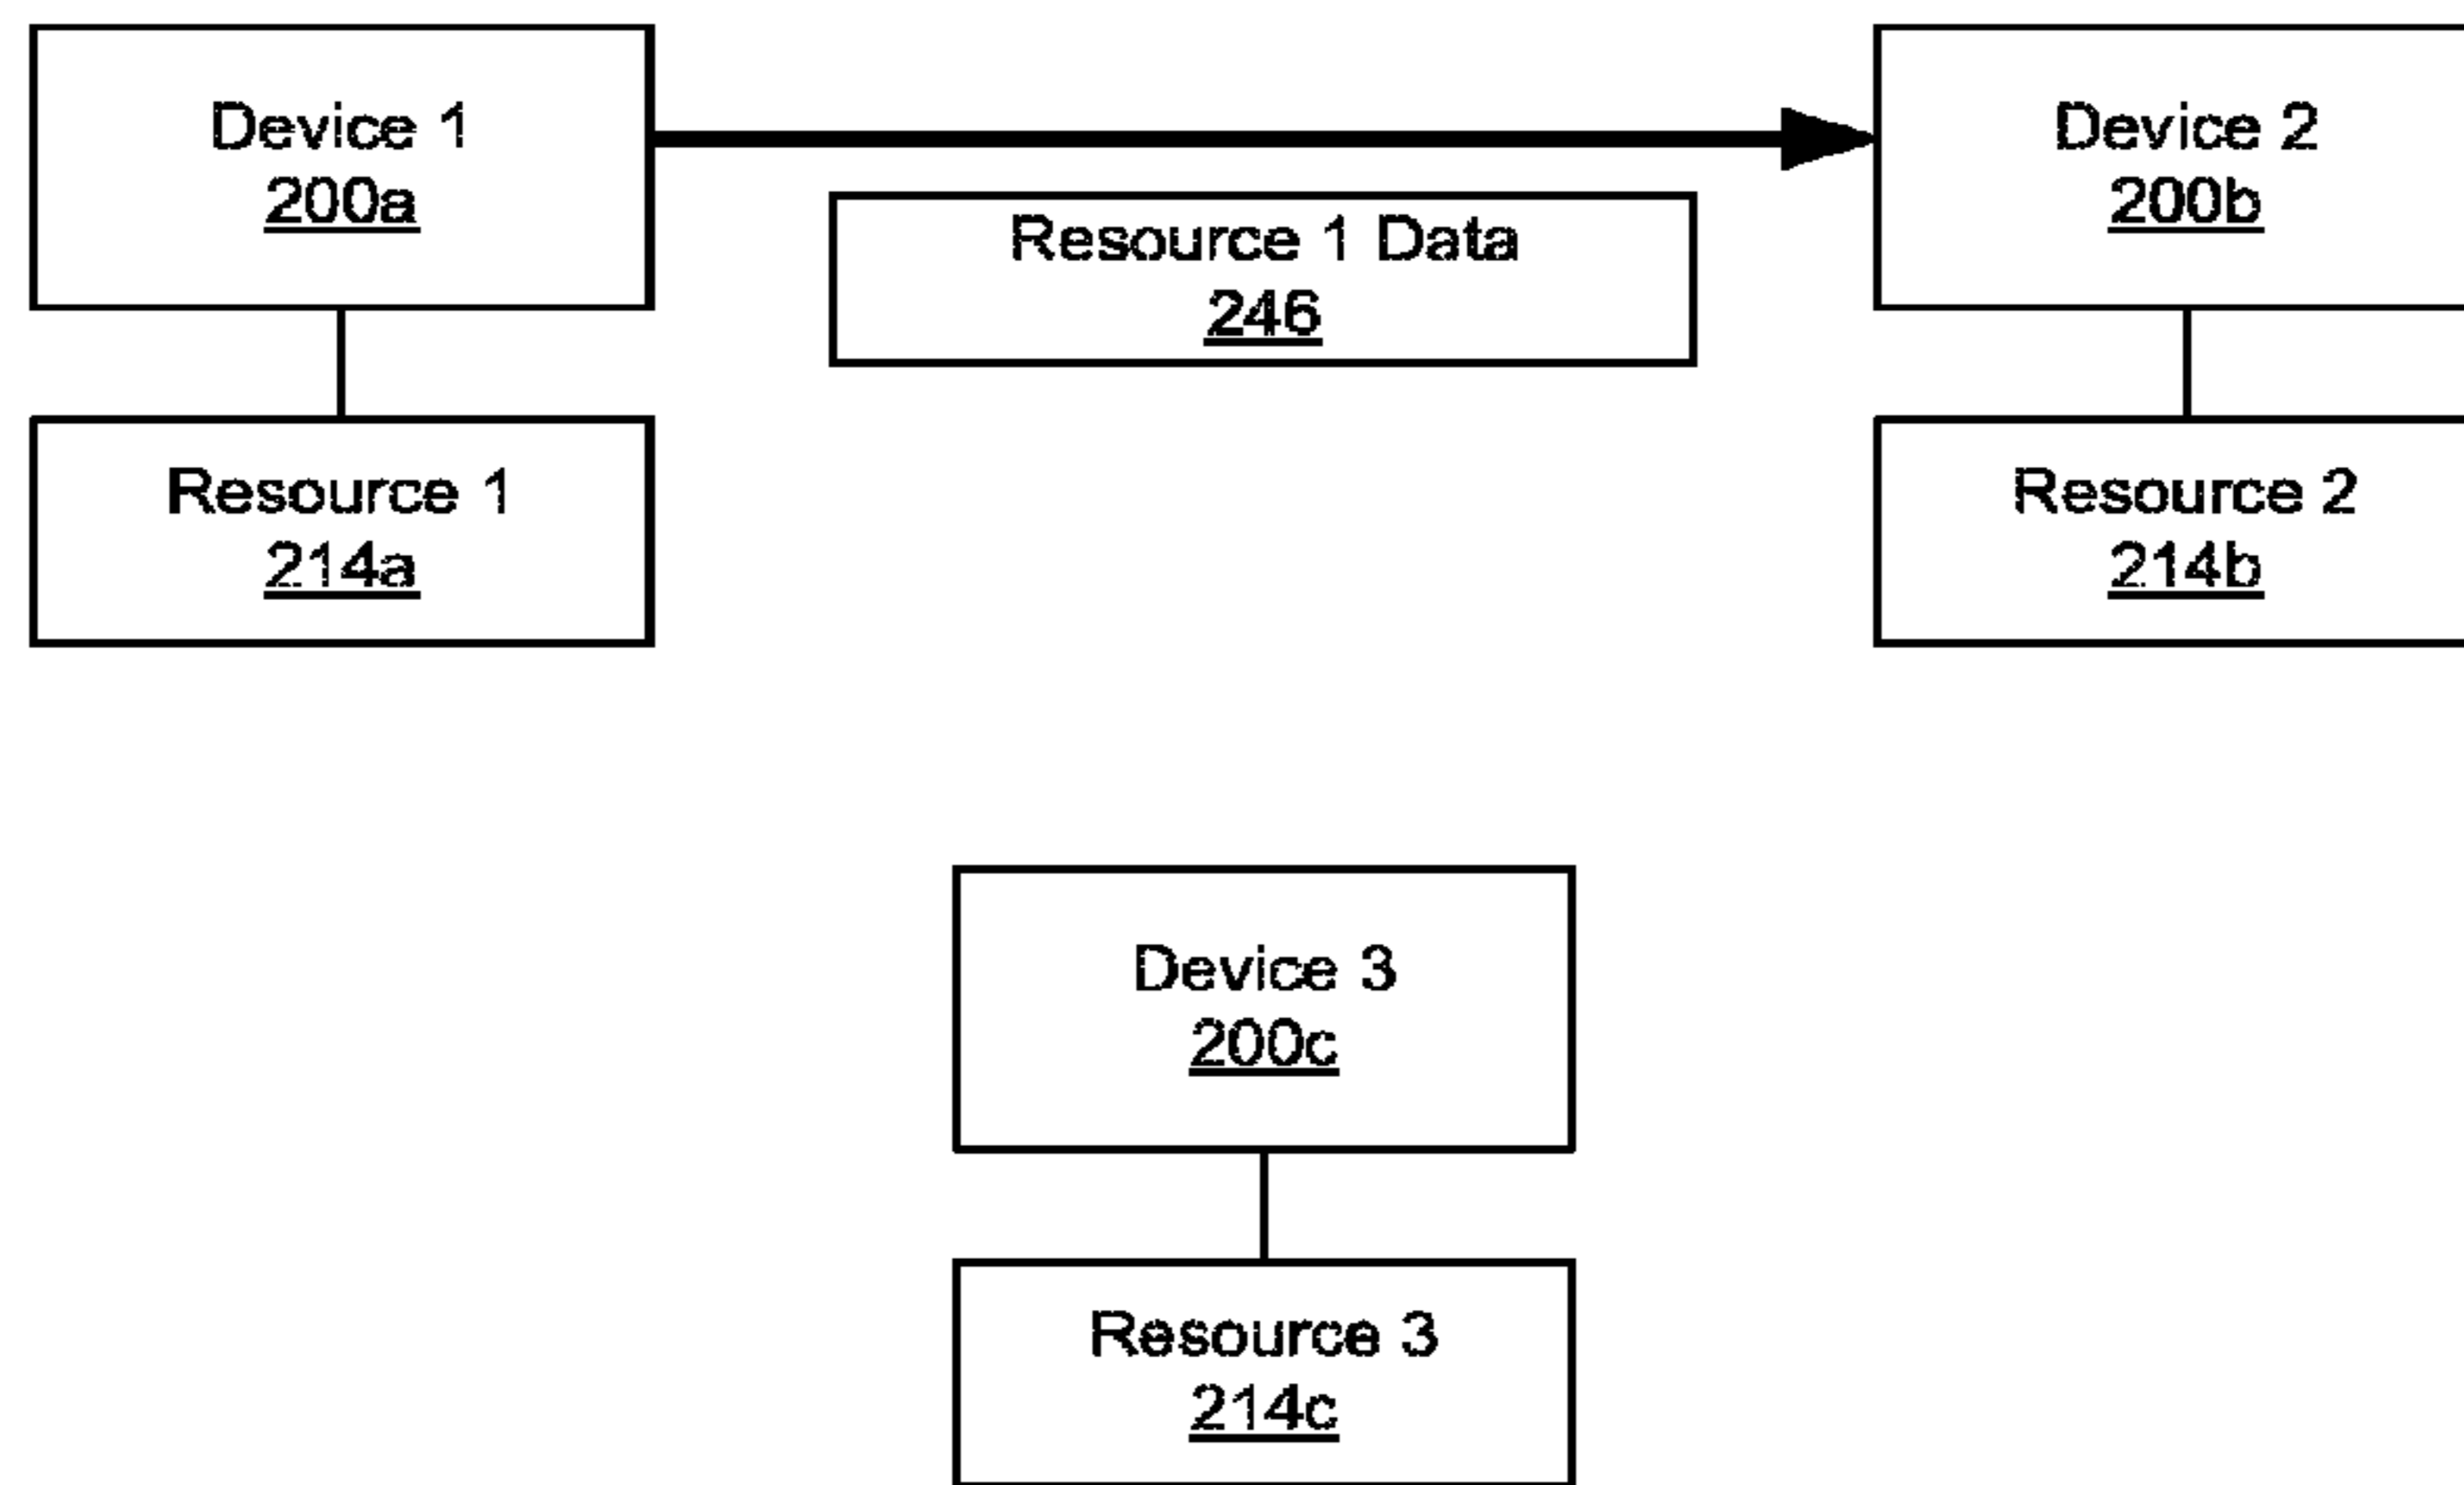 Device 1
200a
Device 2
200b
Resource 1 Data
246
Resource 1
214a
Resource 2
214b
Device 3
200c
Resource 3
214c